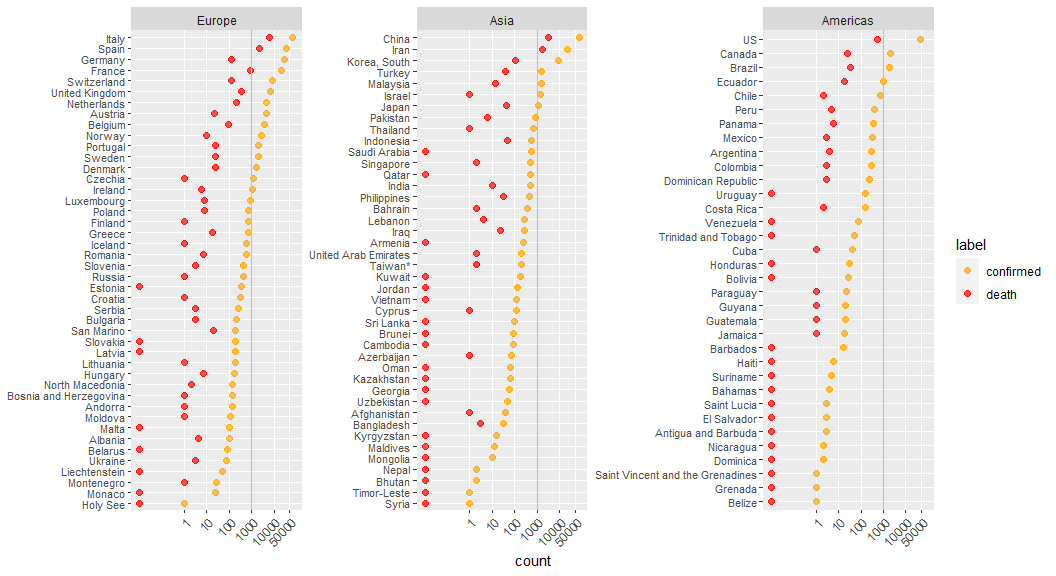 Europe
Italy
Spain
Germany
France
Switzerland
United Kingdom
Netherlands
Austria
Belgium
Norway
Portugal
Sweden
Denmark
Czechia
Ireland
Luxembourg
Poland
Finland
Greece
Iceland
Romania
Slovenia
Russia
Estonia
Croatia
Serbia
Bulgaria
San Marino
Slovakia
Latvia
Lithuania
Hungary
North Macedonia
Bosnia and Herzegovina
Andorra
Moldova
Malta
Albania
Belarus
Ukraine
Liechtenstein
Montenegro
Monaco
Holy See
1
10
100
1000
10000
50000
Asia
China
Iran
Korea, South
Turkey
Malaysia
Israel
Japan
Pakistan
Thailand
Indonesia
Saudi Arabia
Singapore
Qatar
India
Philippines
Bahrain
Lebanon
Iraq
Armenia
United Arab Emirates
Taiwan*
Kuwait
Jordan
Vietnam
Cyprus
Sri Lanka
Brunei
Cambodia
Azerbaijan
Oman
Kazakhstan
Georgia
Uzbekistan
Afghanistan
Bangladesh
Kyrgyzstan
Maldives
Mongolia
Nepal
Bhutan
Timor-Leste
Syria
1
10
100
1000
10000
50000
count
Americas
US
Canada
Brazil
Ecuador
Chile
Peru
Panama
Mexico
Argentina
Colombia
Dominican Republic
Uruguay
Costa Rica
Venezuela
Trinidad and Tobago
Cuba
Honduras
Bolivia
Paraguay
Guyana
Guatemala
Jamaica
Barbados
Haiti
Suriname
Bahamas
Saint Lucia
El Salvador
Antigua and Barbuda
Nicaragua
Dominica
Saint Vincent and the Grenadines
Grenada
Belize
1
10
100
1000
10000
50000
label
confirmed
death